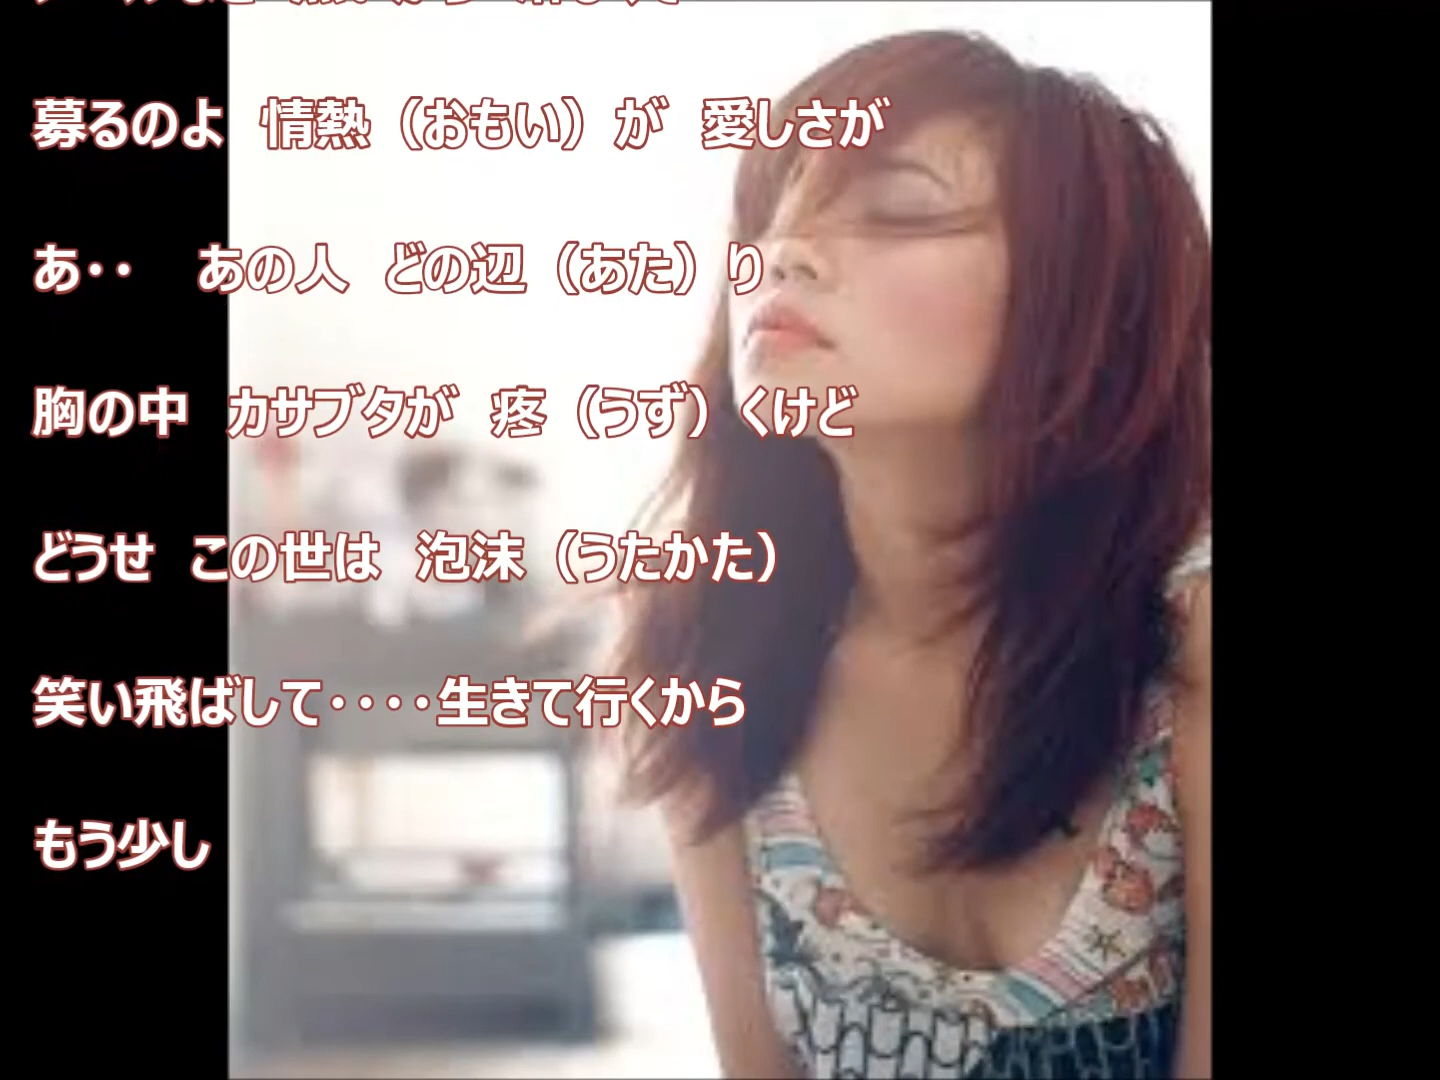 募るのよ　情熱（おもい）が　愛しさが
あ・・　あの人　どの辺（あた）り
胸の中　カサブタが　疼（うず）くけど
どうせ　この世は　泡沫（うたかた）
笑い飛ばして・・・・生きて行くから
もう少し